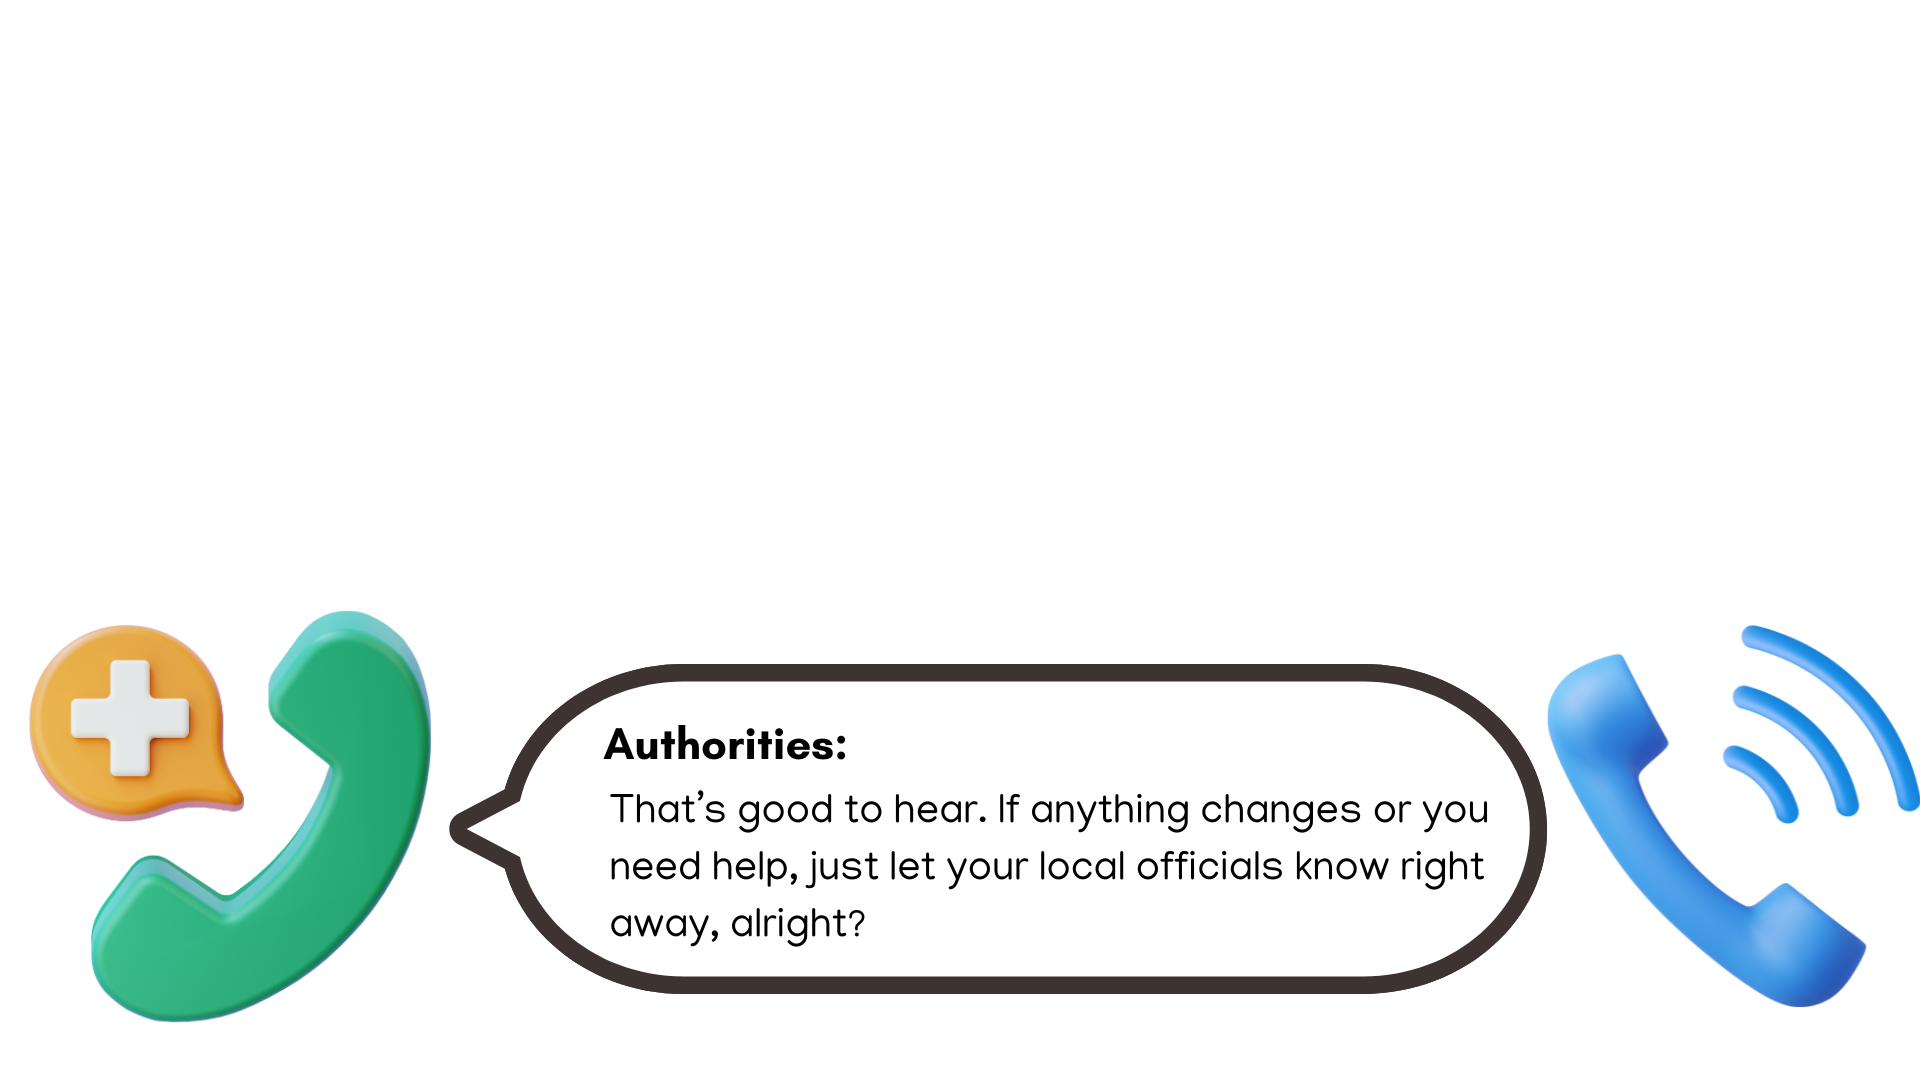 Authorities:
That’s good to hear. If anything changes or you
need help, just let your local officials know right
away, alright?